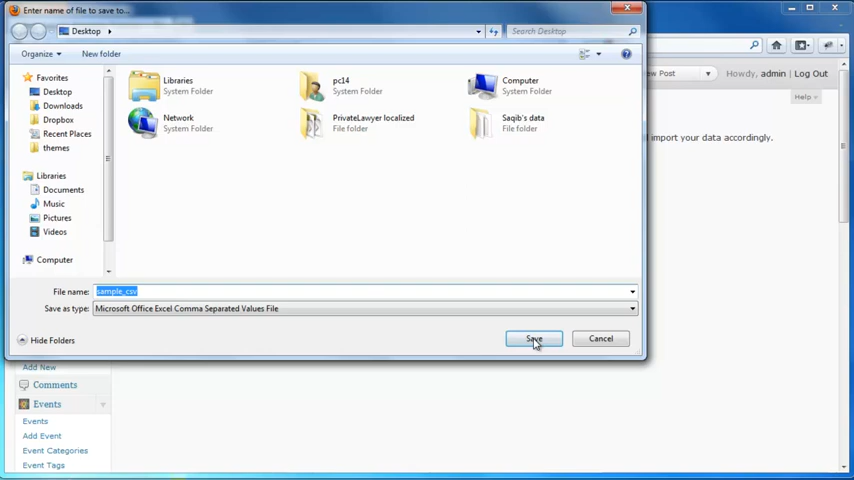 Enter name of file to save to...
Desktop
Search Desktop
Organize
New folder
Howdy, admin | Log Out
Help
Favorites
Desktop
Downloads
Dropbox
Recent Places
themes
Libraries
Documents
Music
Pictures
Videos
Computer
Libraries
System Folder
pc14
System Folder
Computer
System Folder
Network
System Folder
PrivateLawyer localized
File folder
Saqib's data
File folder
import your data accordingly.
File name: sample_csv
Save as type: Microsoft Office Excel Comma Separated Values File
Hide Folders
Save
Cancel
Add New
Comments
Events
Events
Add Event
Event Categories
Event Tags